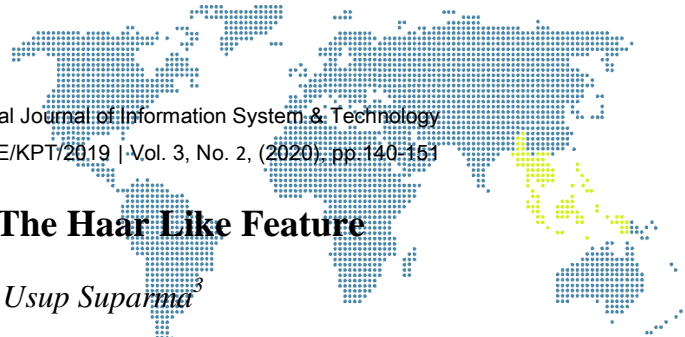 al Journal of Information System & Technology
E/KPT/2019 | Vol. 3, No. 2, (2020), pp.140-151
The Haar Like Feature
Usup Suparma3